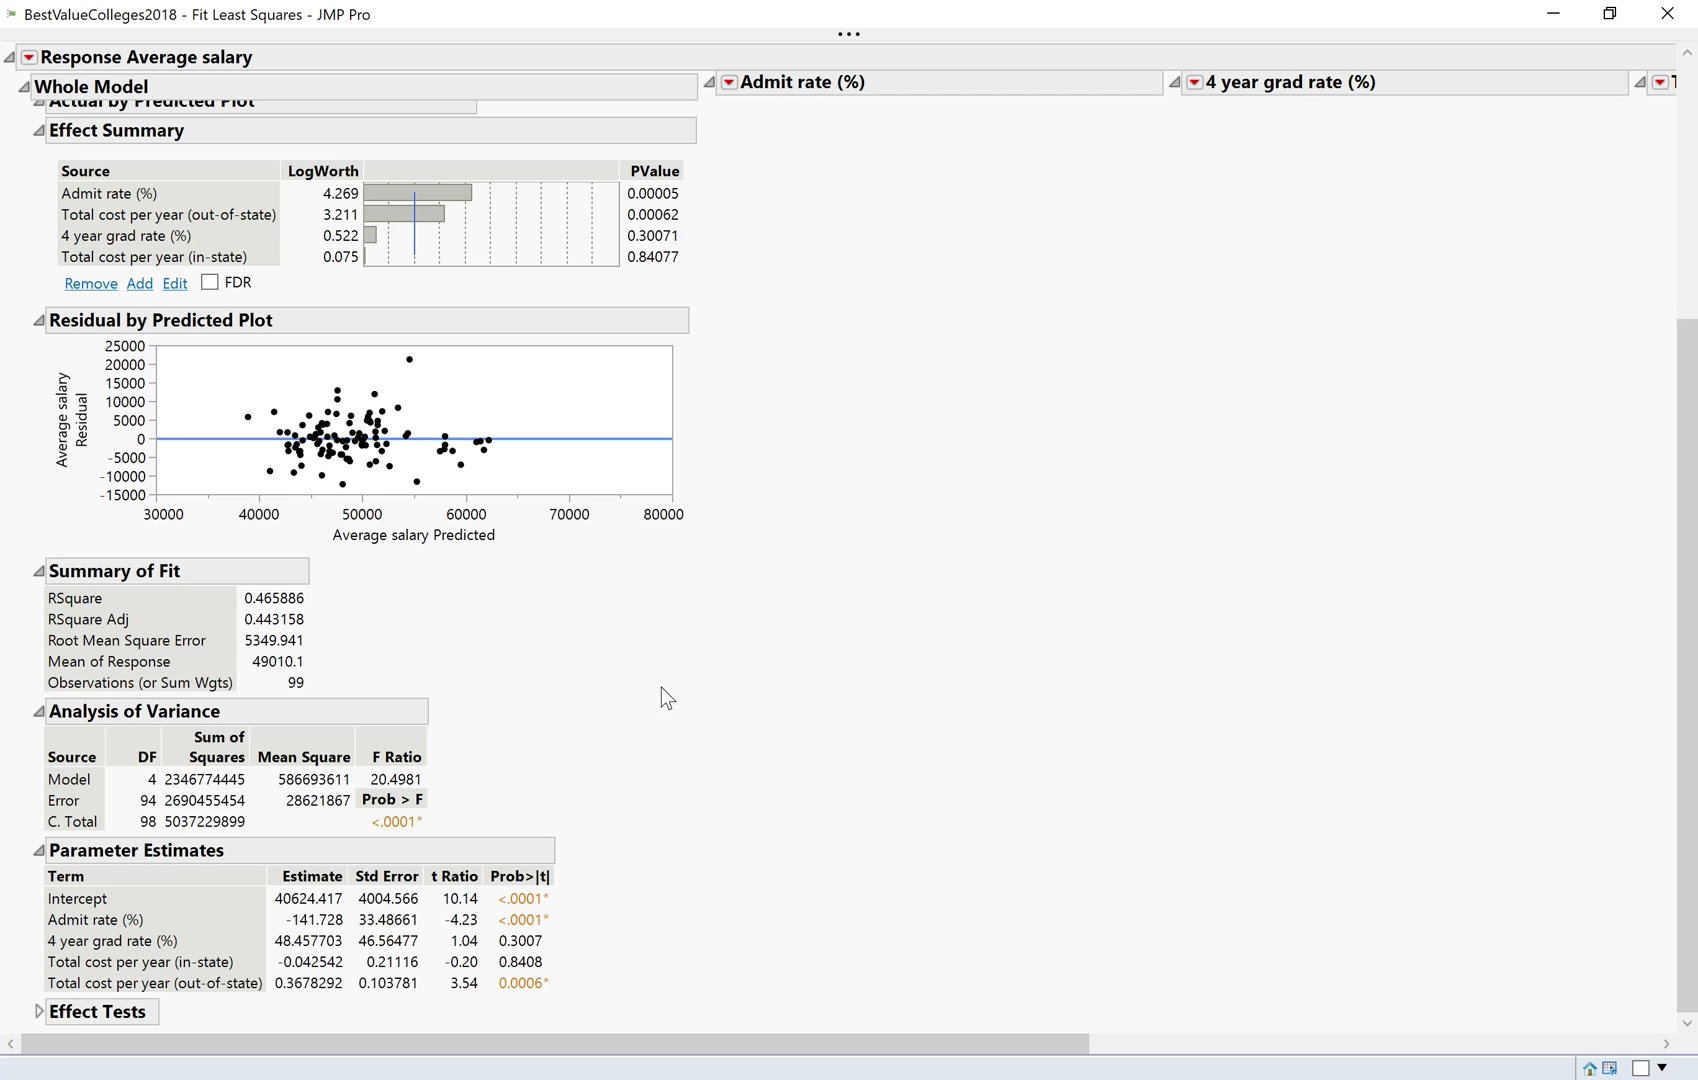 BestValueColleges2018 - Fit Least Squares - JMP Pro
Response Average salary
Whole Model
Admit rate (%)
4 year grad rate (%)
Actual by Predicted Plot
Effect Summary
Source LogWorth PValue
Admit rate (%) 4.269 0.00005
Total cost per year (out-of-state) 3.211 0.00062
4 year grad rate (%) 0.522 0.30071
Total cost per year (in-state) 0.075 0.84077
Remove Add Edit FDR
Residual by Predicted Plot
Average salary
Residual
25000
20000
15000
10000
5000
0
-5000
-10000
-15000
30000 40000 50000 60000 70000 80000
Average salary Predicted
Summary of Fit
RSquare 0.465886
RSquare Adj 0.443158
Root Mean Square Error 5349.941
Mean of Response 49010.1
Observations (or Sum Wgts) 99
Analysis of Variance
Sum of
Source DF Squares Mean Square F Ratio
Model 4 2346774445 586693611 20.4981
Error 94 2690455454 28621867 Prob > F
C. Total 98 5037229899 <.0001*
Parameter Estimates
Term Estimate Std Error t Ratio Prob>|t|
Intercept 40624.417 4004.566 10.14 <.0001*
Admit rate (%) -141.728 33.48661 -4.23 <.0001*
4 year grad rate (%) 48.457703 46.56477 1.04 0.3007
Total cost per year (in-state) -0.042542 0.21116 -0.20 0.8408
Total cost per year (out-of-state) 0.3678292 0.103781 3.54 0.0006*
Effect Tests